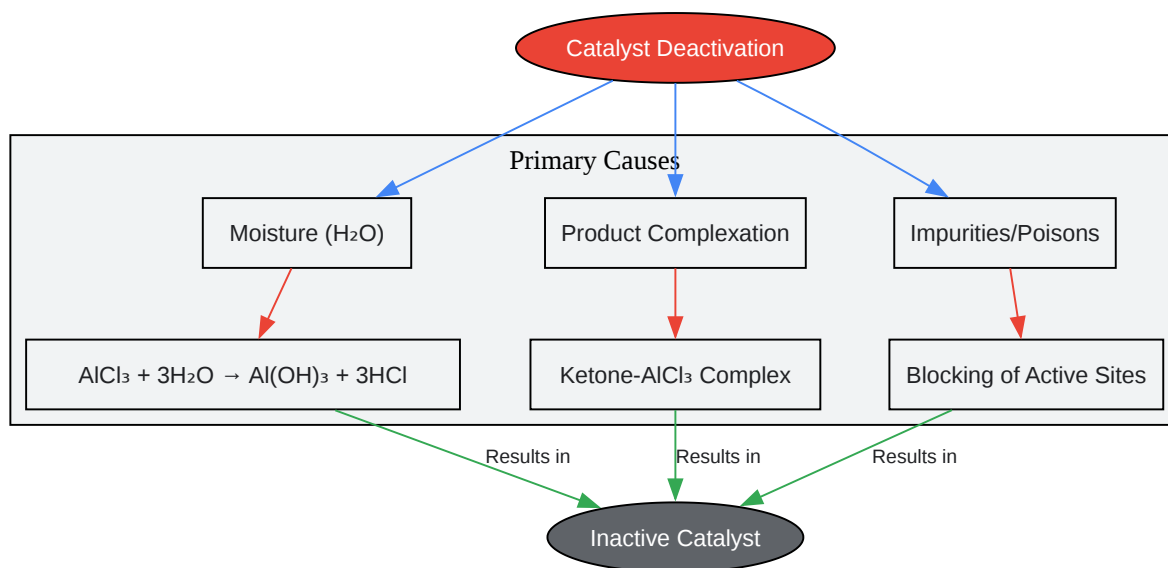 Catalyst Deactivation
Primary Causes
Moisture (H₂O)
Product Complexation
Impurities/Poisons
AlCl₃ + 3H₂O → Al(OH)₃ + 3HCl
Ketone-AlCl₃ Complex
Blocking of Active Sites
Results in
Results in
Results in
Inactive Catalyst